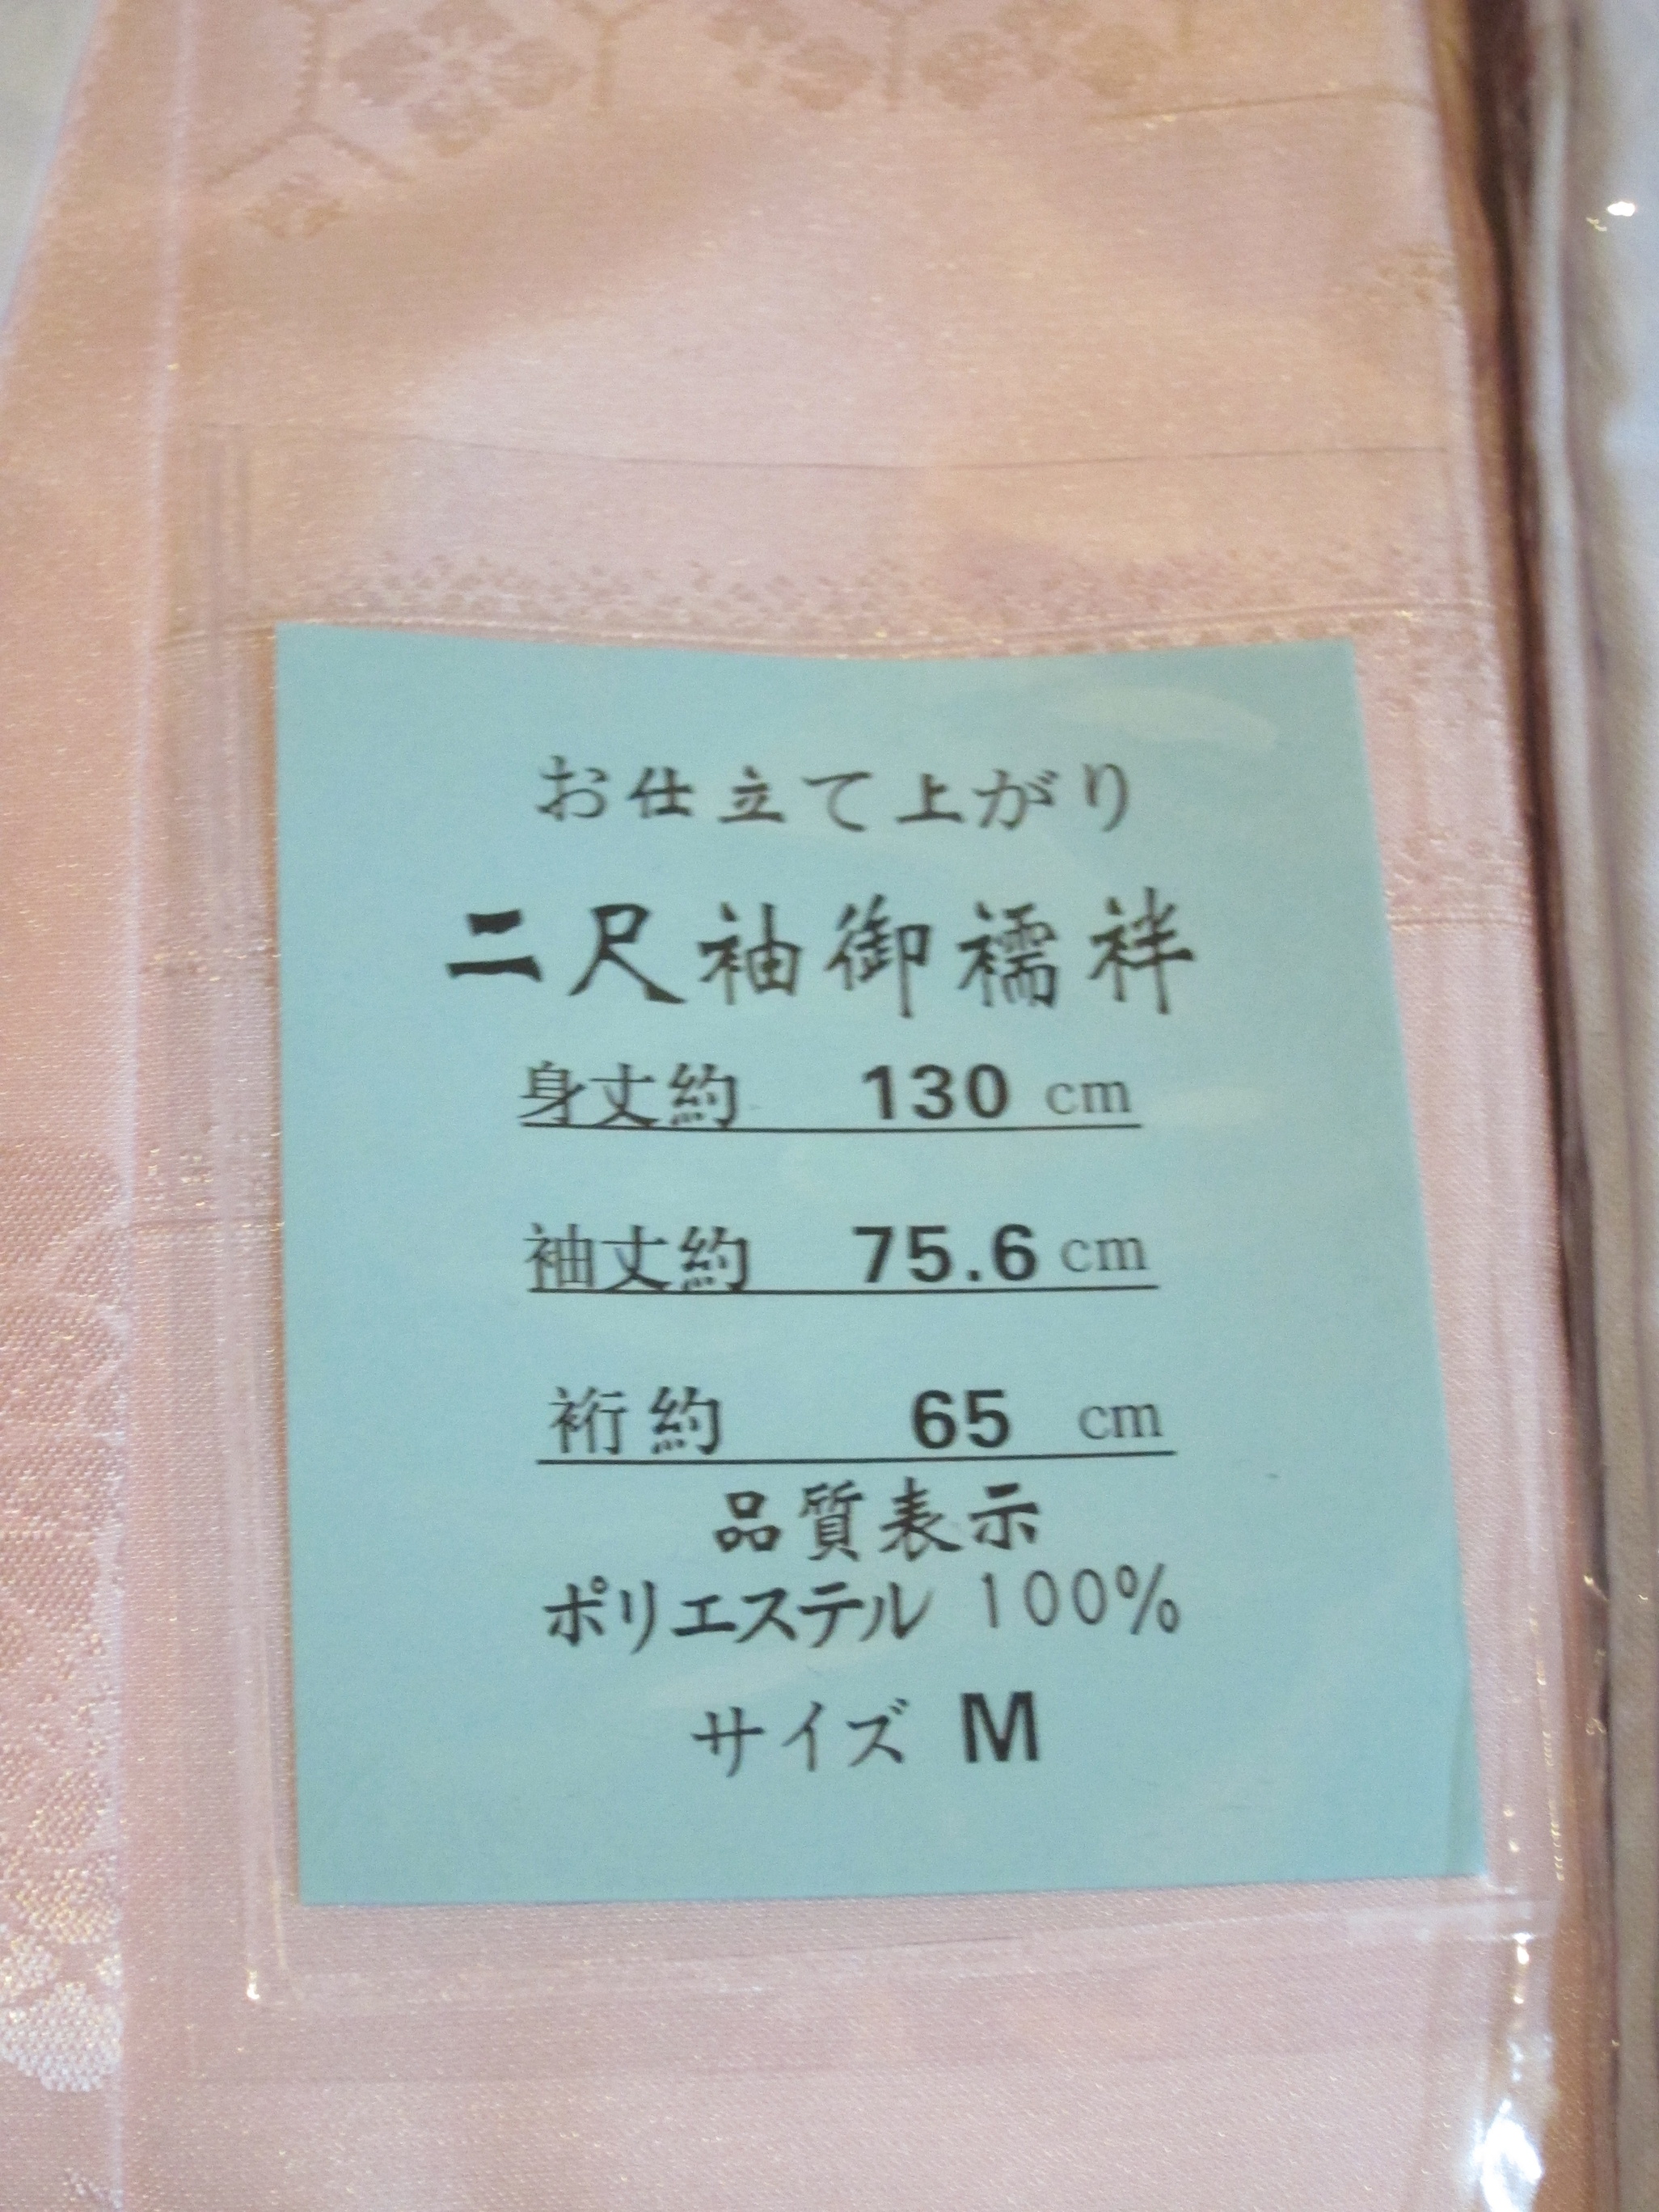 お仕立て上がり
二尺袖御襦袢
身丈約 130 cm
袖丈約 75.6 cm
裄約 65 cm
品質表示
ポリエステル 100%
サイズ M